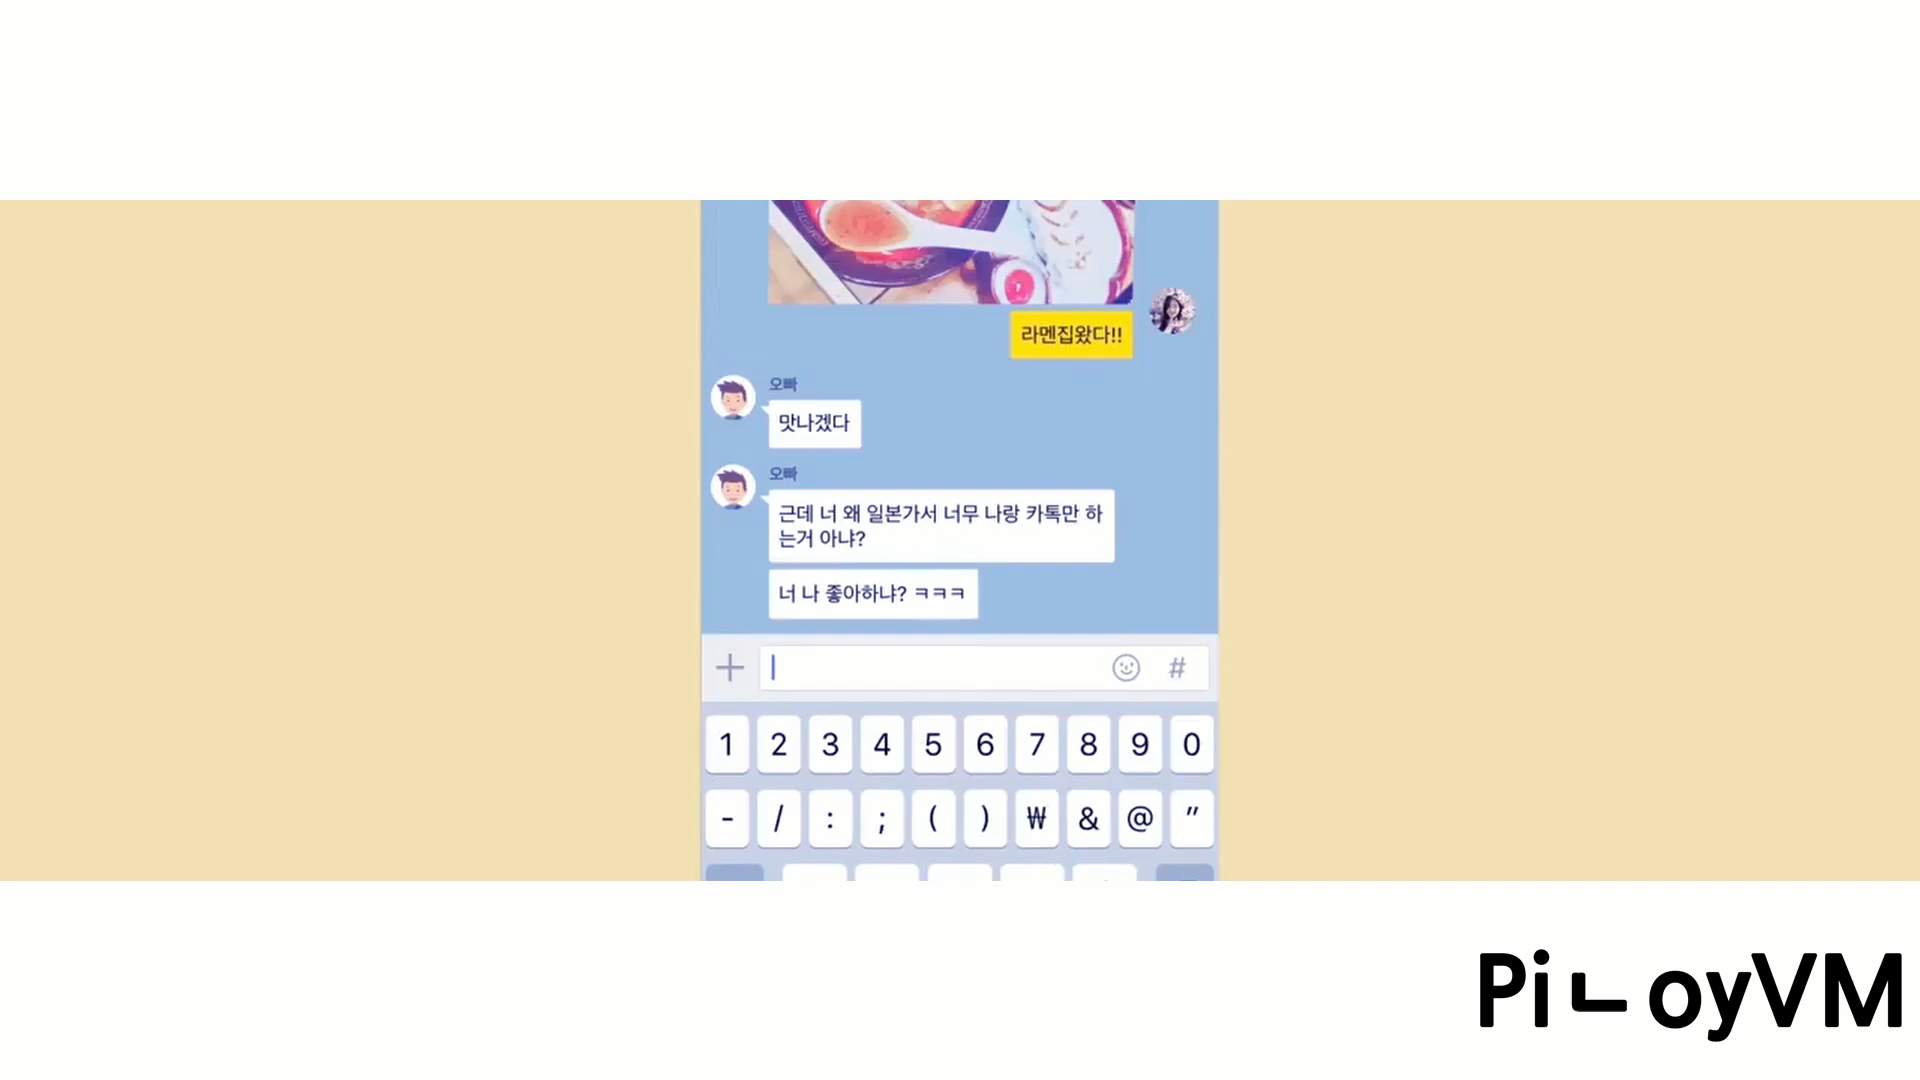 라멘집왔다!!
오빠
맛나겠다
오빠
근데 너 왜 일본가서 너무 나랑 카톡만 하
는거 아냐?
너 나 좋아하냐? ㅋㅋㅋ
#
1 2 3 4 5 6 7 8 9 0
- / : ; ( ) ₩ & @ "
PiㄴoyVM